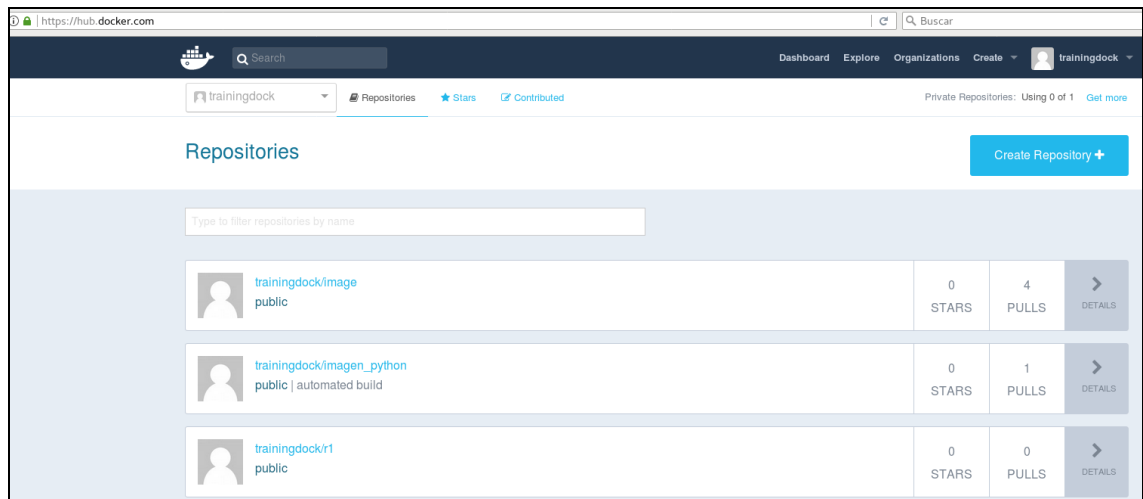 https://hub.docker.com
Buscar
Search
Dashboard Explore Organizations Create trainingdock
trainingdock Repositories Stars Contributed Private Repositories: Using 0 of 1 Get more
Repositories
Create Repository +
Type to filter repositories by name
trainingdock/image
public
0 STARS
4 PULLS
DETAILS
trainingdock/imagen_python
public | automated build
0 STARS
1 PULLS
DETAILS
trainingdock/r1
public
0 STARS
0 PULLS
DETAILS